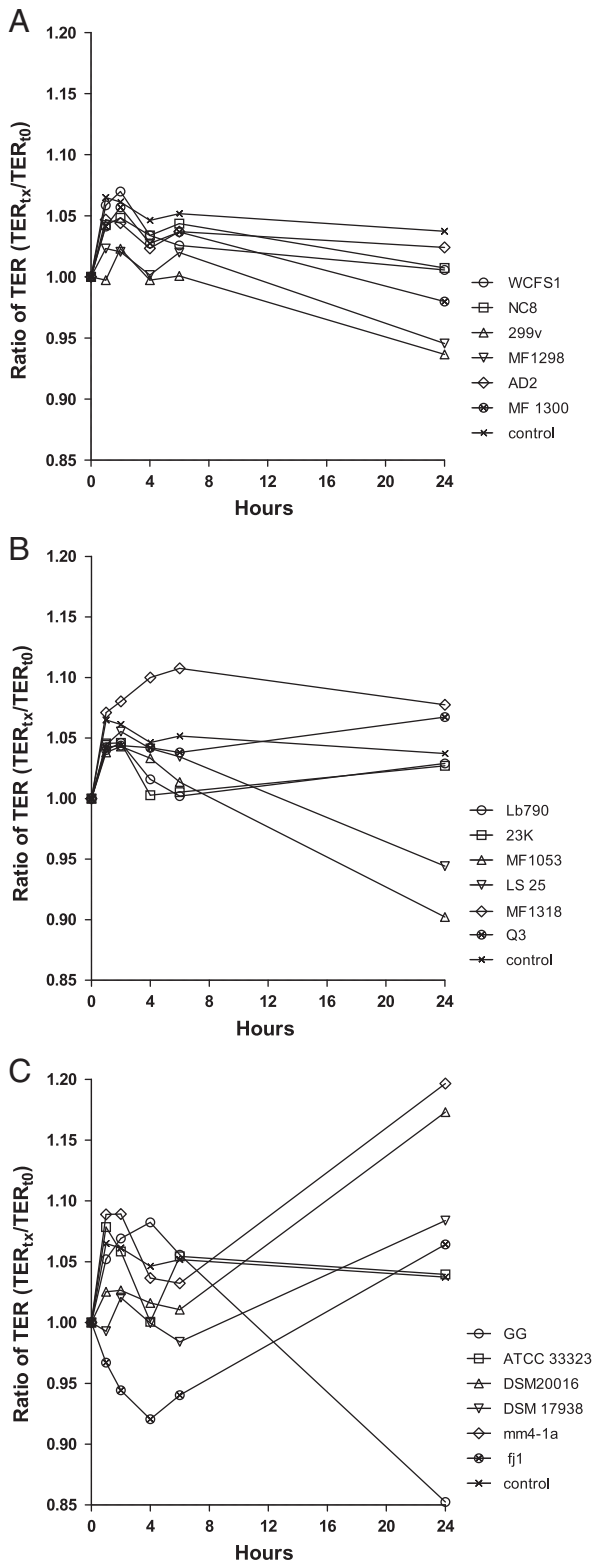 A
1.20
1.15
1.10
1.05
1.00
0.95
0.90
0.85
Ratio of TER (TERtx/TERt0)
0 4 8 12 16 20 24
Hours
WCFS1
NC8
299v
MF1298
AD2
MF 1300
control
B
1.20
1.15
1.10
1.05
1.00
0.95
0.90
0.85
Ratio of TER (TERtx/TERt0)
0 4 8 12 16 20 24
Hours
Lb790
23K
MF1053
LS 25
MF1318
Q3
control
C
1.20
1.15
1.10
1.05
1.00
0.95
0.90
0.85
Ratio of TER (TERtx/TERt0)
0 4 8 12 16 20 24
Hours
GG
ATCC 33323
DSM20016
DSM 17938
mm4-1a
fj1
control